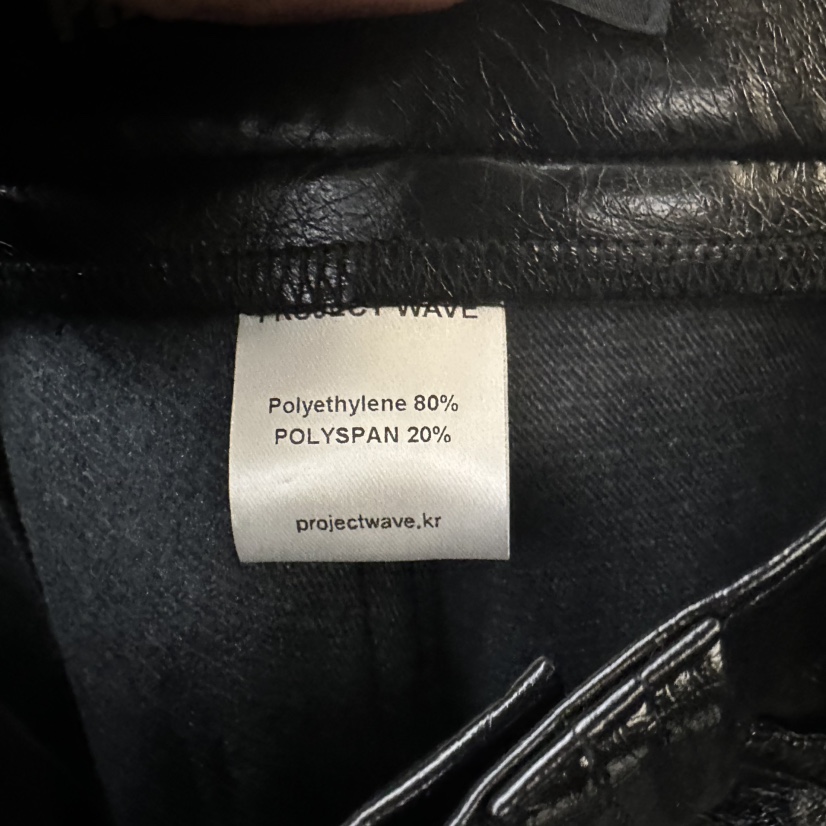 PROJECT WAVE
Polyethylene 80%
POLYSPAN 20%
projectwave.kr